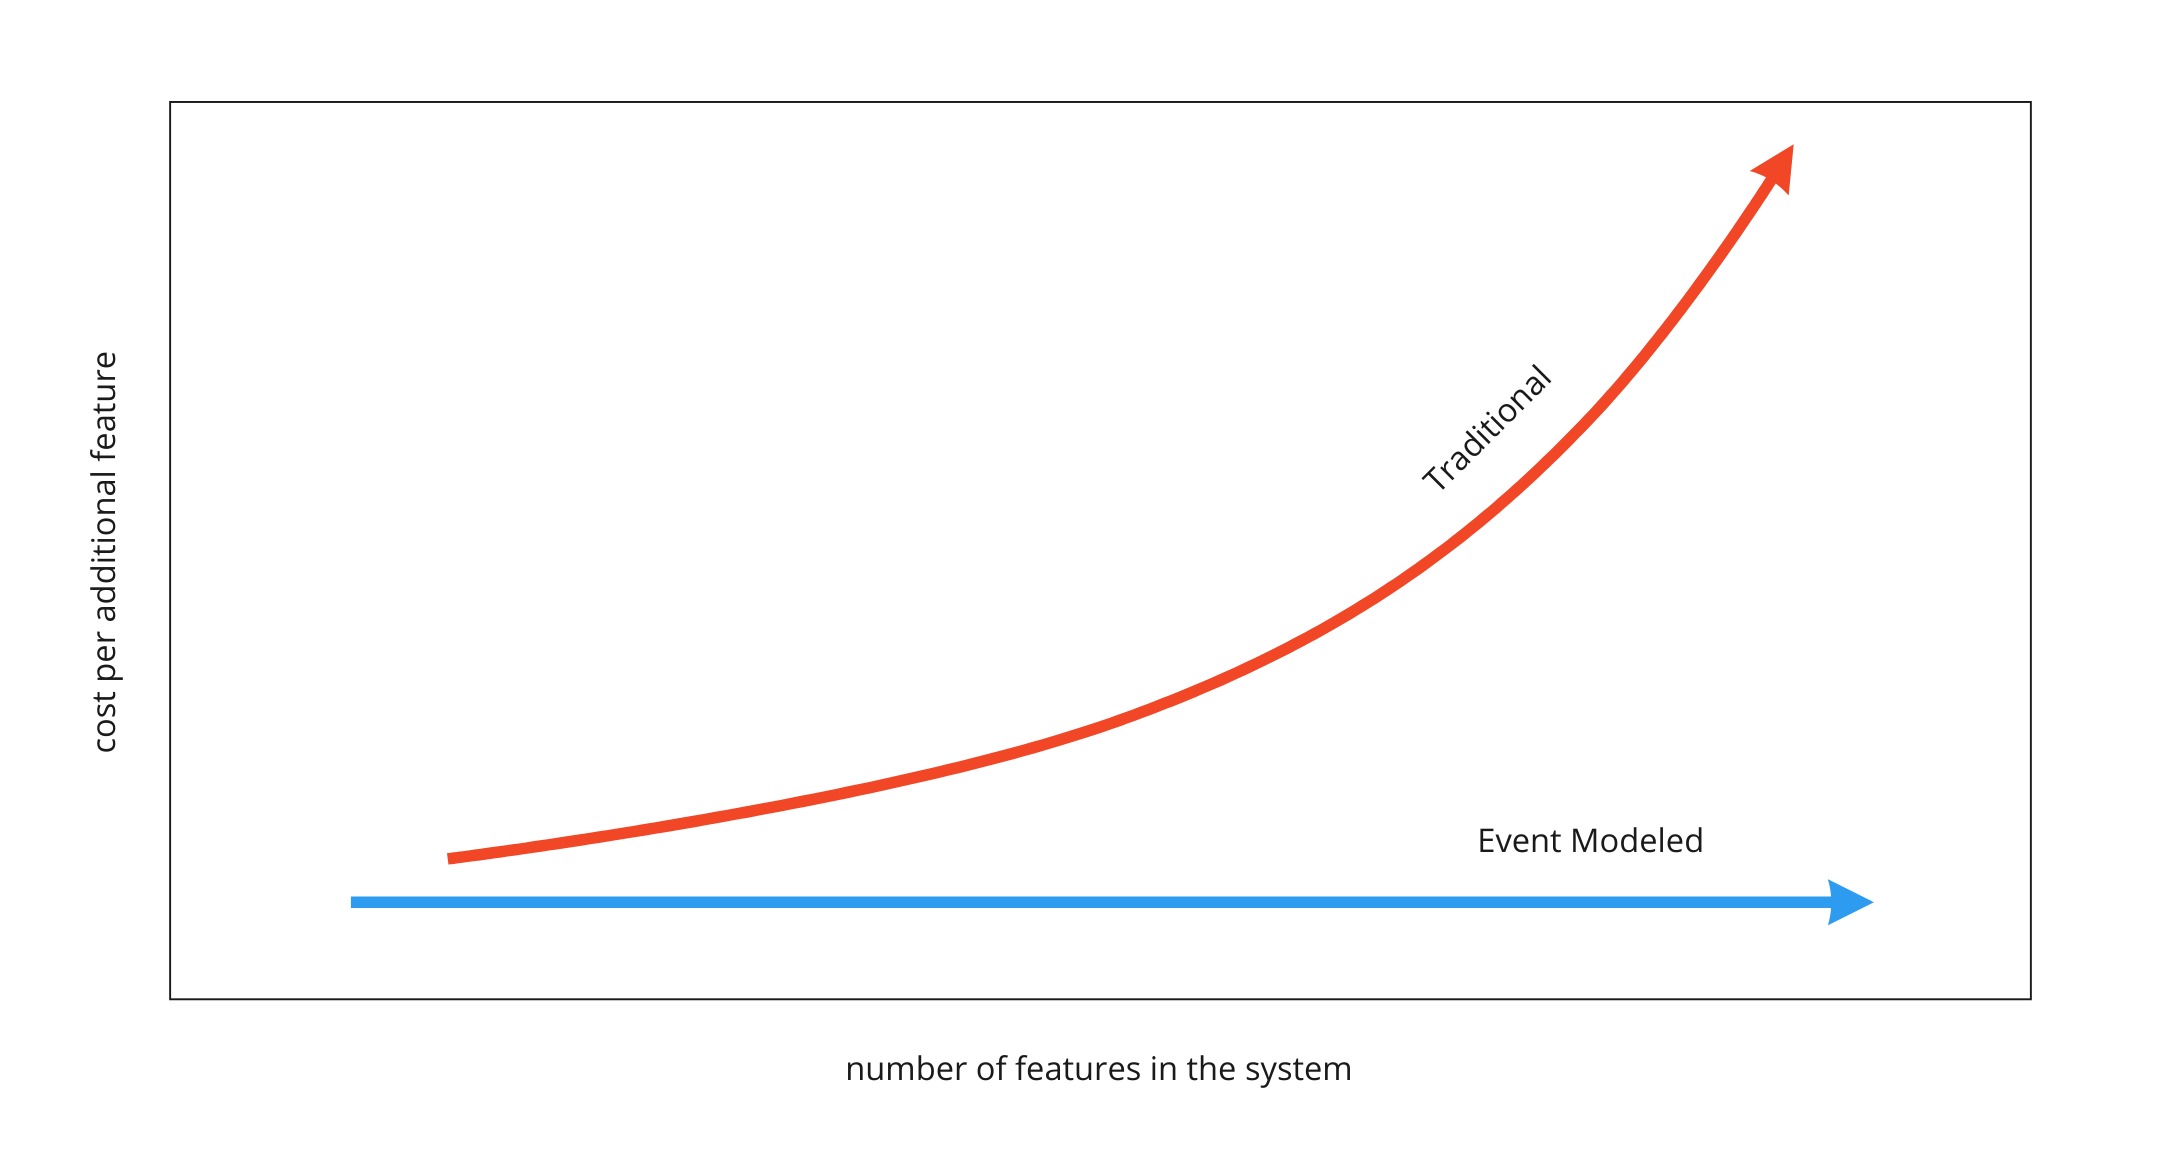 cost per additional feature
Traditional
Event Modeled
number of features in the system